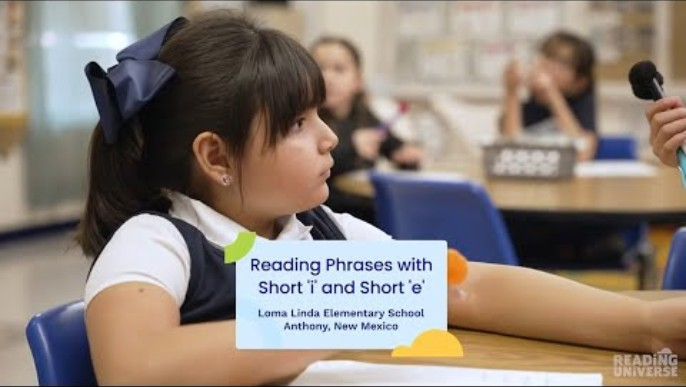 Reading Phrases with
Short 'i' and Short 'e'
Loma Linda Elementary School
Anthony, New Mexico
READING
UNIVERSE